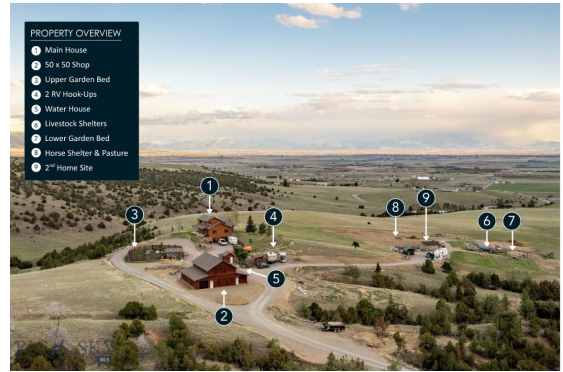 PROPERTY OVERVIEW
1 Main House
2 50 x 50 Shop
3 Upper Garden Bed
4 2 RV Hook-Ups
5 Water House
6 Livestock Shelters
7 Lower Garden Bed
8 Horse Shelter & Pasture
9 2nd Home Site
1
9
8
3
4
6
7
5
2
MLS